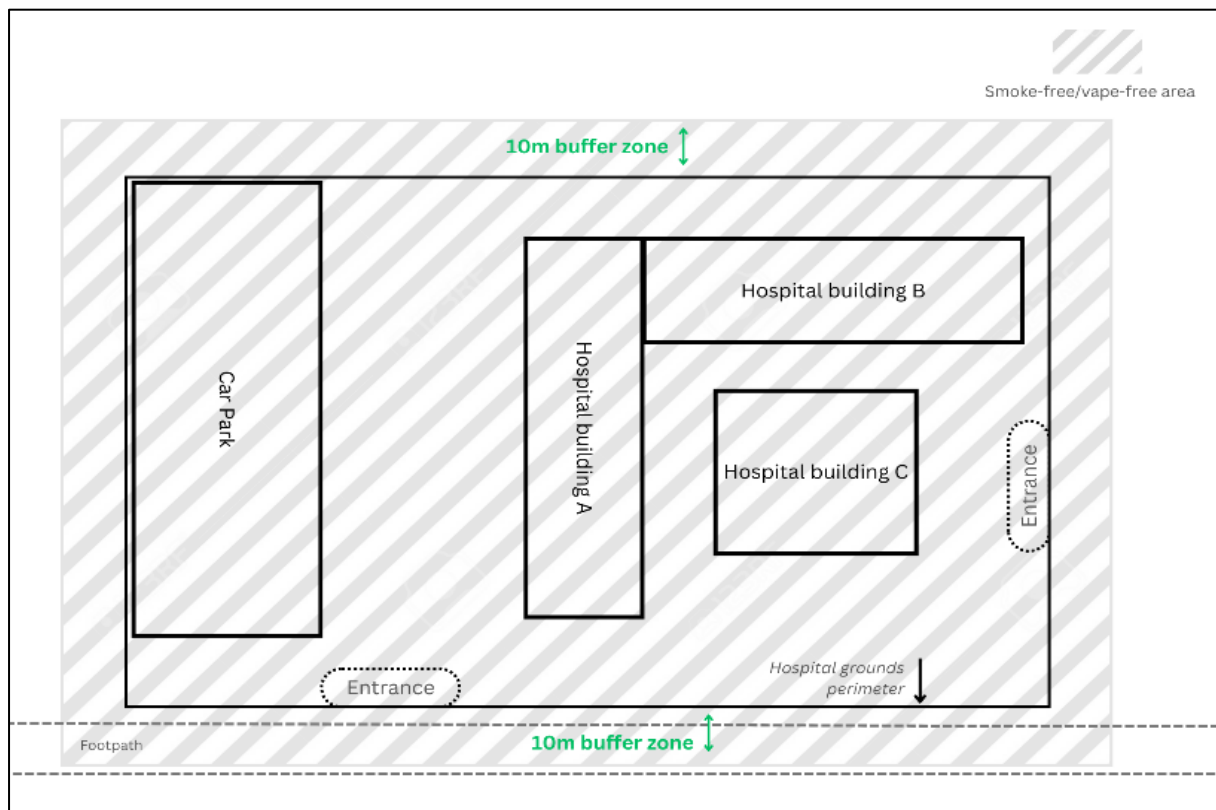 Smoke-free/vape-free area
10m buffer zone
Hospital building B
Hospital building A
Car Park
Hospital building C
Entrance
Hospital grounds
perimeter
Entrance
Footpath
10m buffer zone